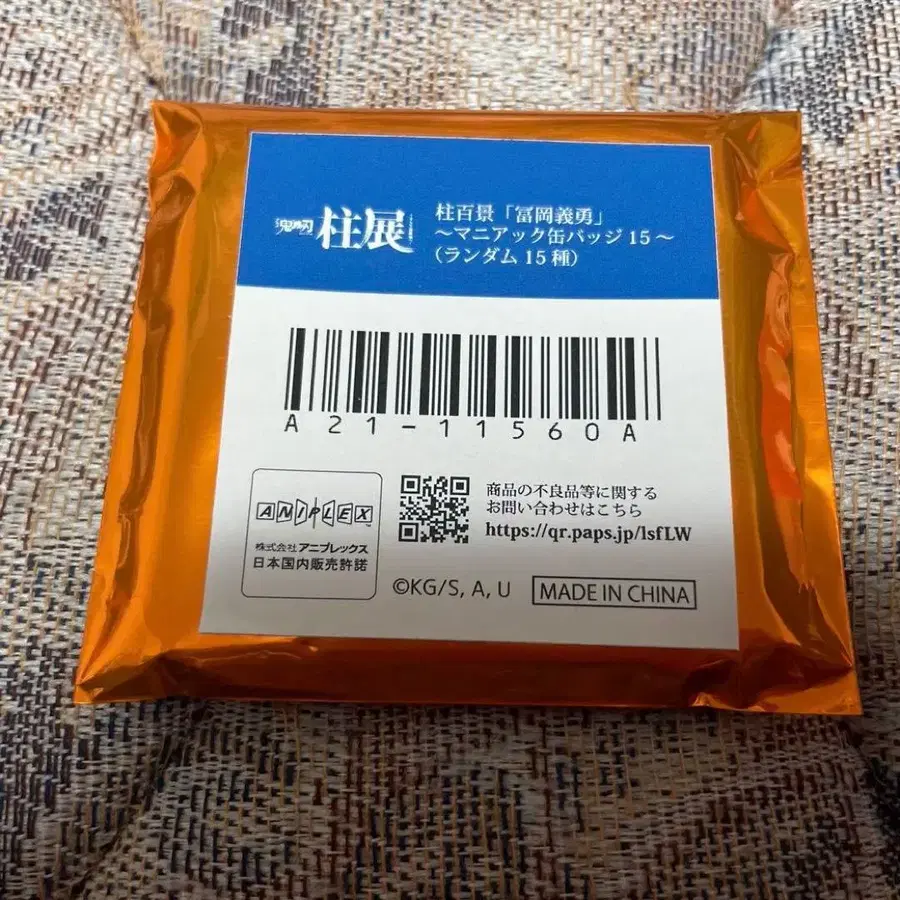 鬼滅の刃 柱展
柱百景「冨岡義勇」
～マニアック缶バッジ 15～
（ランダム 15 種）
A21-11560A
ANIPLEX
株式会社アニプレックス
日本国内販売許諾
商品の不良品等に関する
お問い合わせはこちら
https://qr.paps.jp/lsfLW
©KG/S, A, U
MADE IN CHINA